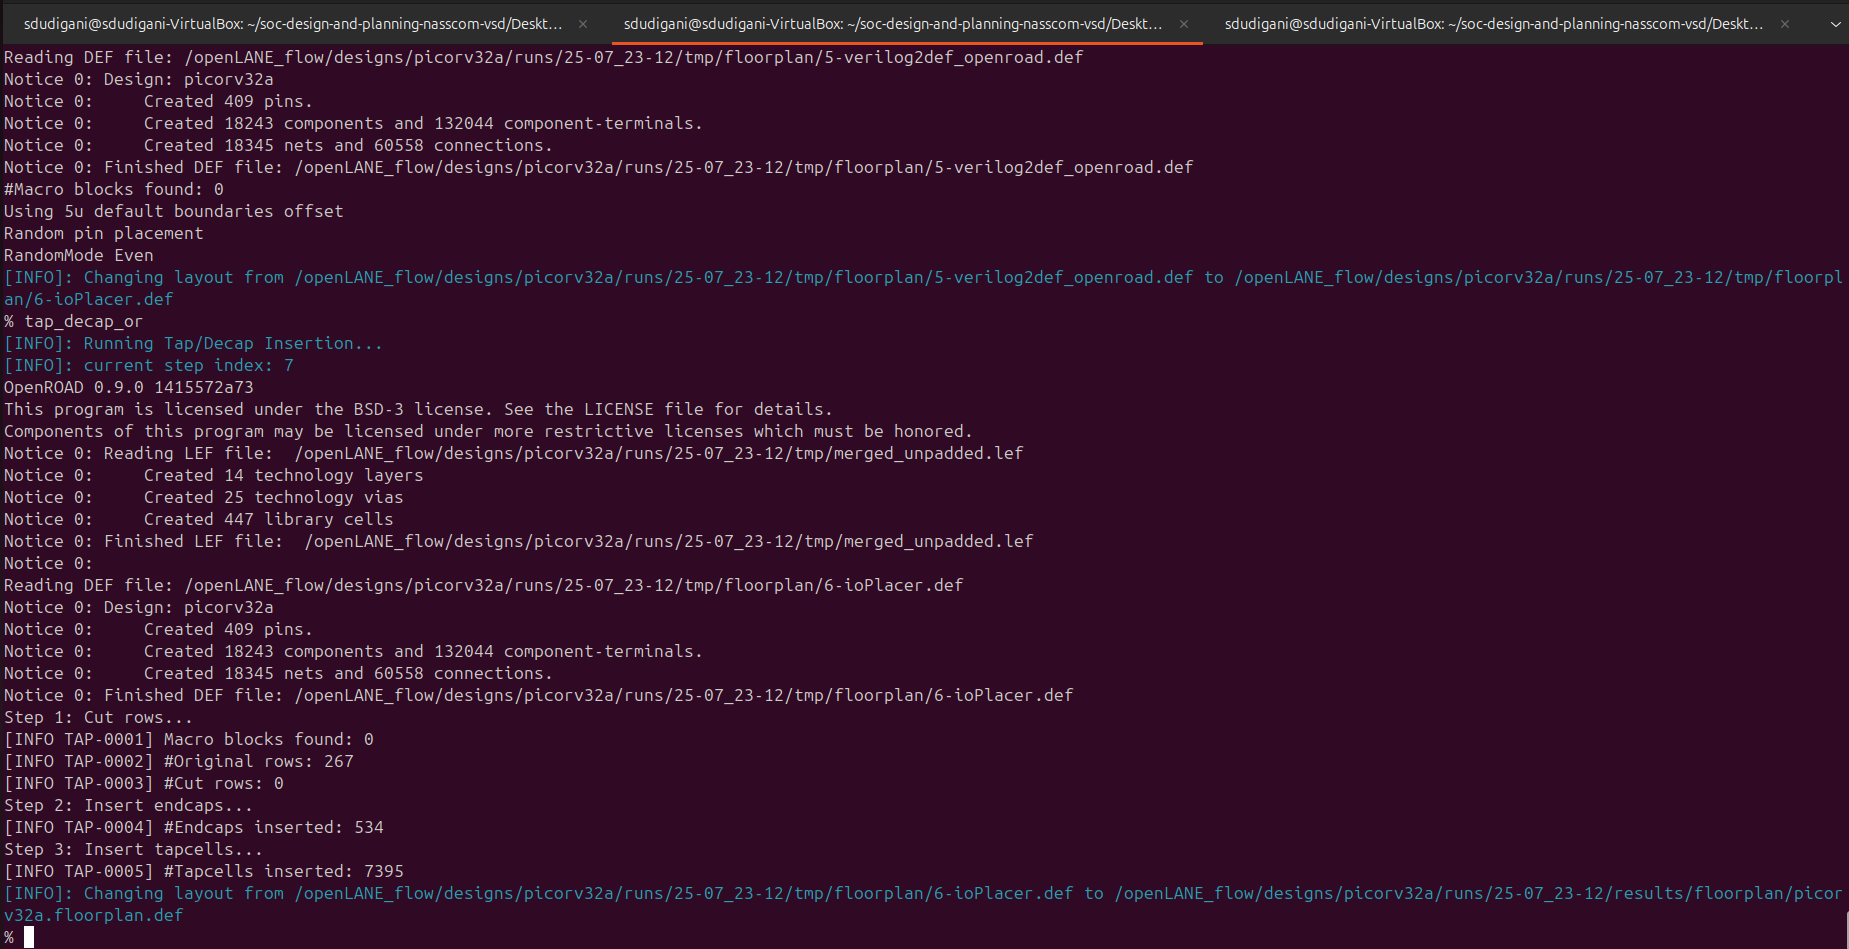 sdudigani@sdudigani-VirtualBox: ~/soc-design-and-planning-nasscom-vsd/Deskt...
sdudigani@sdudigani-VirtualBox: ~/soc-design-and-planning-nasscom-vsd/Deskt...
sdudigani@sdudigani-VirtualBox: ~/soc-design-and-planning-nasscom-vsd/Deskt...
Reading DEF file: /openLANE_flow/designs/picorv32a/runs/25-07_23-12/tmp/floorplan/5-verilog2def_openroad.def
Notice 0: Design: picorv32a
Notice 0:     Created 409 pins.
Notice 0:     Created 18243 components and 132044 component-terminals.
Notice 0:     Created 18345 nets and 60558 connections.
Notice 0: Finished DEF file: /openLANE_flow/designs/picorv32a/runs/25-07_23-12/tmp/floorplan/5-verilog2def_openroad.def
#Macro blocks found: 0
Using 5u default boundaries offset
Random pin placement
RandomMode Even
[INFO]: Changing layout from /openLANE_flow/designs/picorv32a/runs/25-07_23-12/tmp/floorplan/5-verilog2def_openroad.def to /openLANE_flow/designs/picorv32a/runs/25-07_23-12/tmp/floorpl
an/6-ioPlacer.def
% tap_decap_or
[INFO]: Running Tap/Decap Insertion...
[INFO]: current step index: 7
OpenROAD 0.9.0 1415572a73
This program is licensed under the BSD-3 license. See the LICENSE file for details.
Components of this program may be licensed under more restrictive licenses which must be honored.
Notice 0: Reading LEF file:  /openLANE_flow/designs/picorv32a/runs/25-07_23-12/tmp/merged_unpadded.lef
Notice 0:     Created 14 technology layers
Notice 0:     Created 25 technology vias
Notice 0:     Created 447 library cells
Notice 0: Finished LEF file:  /openLANE_flow/designs/picorv32a/runs/25-07_23-12/tmp/merged_unpadded.lef
Notice 0:
Reading DEF file: /openLANE_flow/designs/picorv32a/runs/25-07_23-12/tmp/floorplan/6-ioPlacer.def
Notice 0: Design: picorv32a
Notice 0:     Created 409 pins.
Notice 0:     Created 18243 components and 132044 component-terminals.
Notice 0:     Created 18345 nets and 60558 connections.
Notice 0: Finished DEF file: /openLANE_flow/designs/picorv32a/runs/25-07_23-12/tmp/floorplan/6-ioPlacer.def
Step 1: Cut rows...
[INFO TAP-0001] Macro blocks found: 0
[INFO TAP-0002] #Original rows: 267
[INFO TAP-0003] #Cut rows: 0
Step 2: Insert endcaps...
[INFO TAP-0004] #Endcaps inserted: 534
Step 3: Insert tapcells...
[INFO TAP-0005] #Tapcells inserted: 7395
[INFO]: Changing layout from /openLANE_flow/designs/picorv32a/runs/25-07_23-12/tmp/floorplan/6-ioPlacer.def to /openLANE_flow/designs/picorv32a/runs/25-07_23-12/results/floorplan/picor
v32a.floorplan.def
%